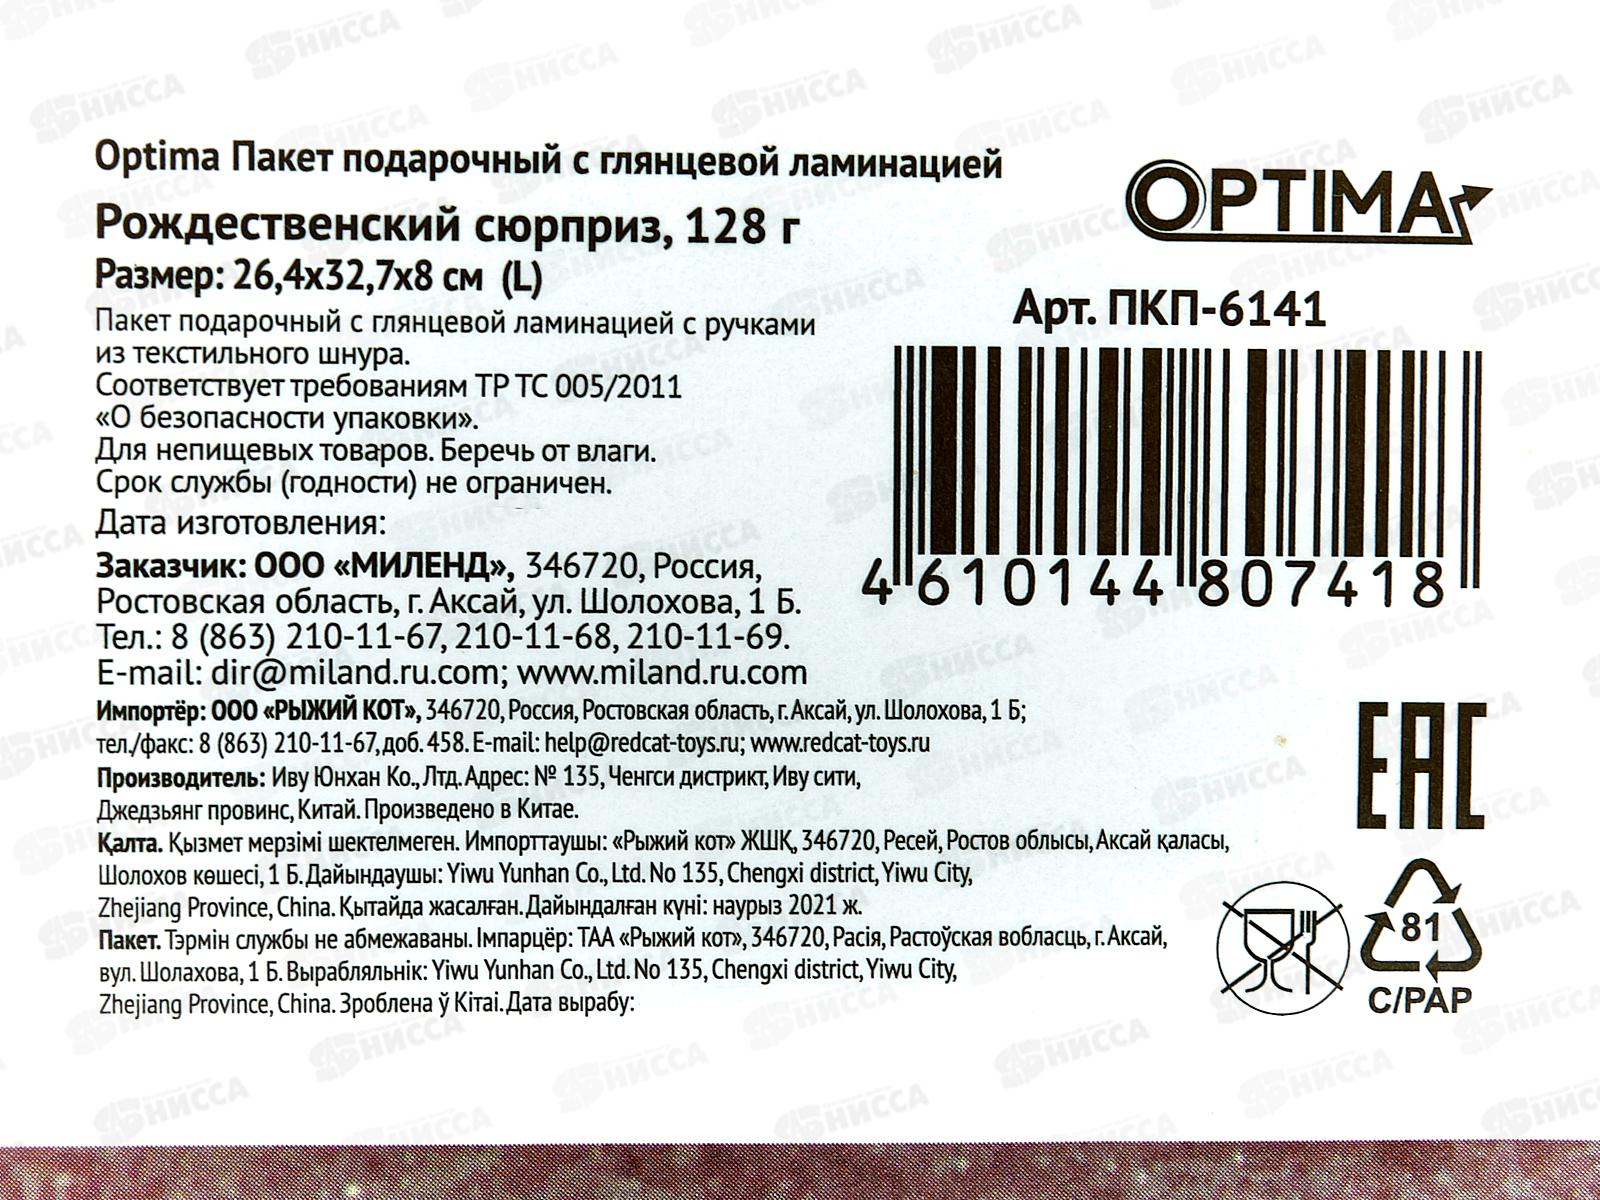 Optima Пакет подарочный с глянцевой ламинацией
Рождественский сюрприз, 128 г
Размер: 26,4х32,7х8 см (L)
Пакет подарочный с глянцевой ламинацией с ручками
из текстильного шнура.
Соответствует требованиям ТР ТС 005/2011
«О безопасности упаковки».
Для непищевых товаров. Беречь от влаги.
Срок службы (годности) не ограничен.
Дата изготовления:
Заказчик: ООО «МИЛЕНД», 346720, Россия,
Ростовская область, г. Аксай, ул. Шолохова, 1 Б.
Тел.: 8 (863) 210-11-67, 210-11-68, 210-11-69.
E-mail: dir@miland.ru.com; www.miland.ru.com
Импортёр: ООО «РЫЖИЙ КОТ», 346720, Россия, Ростовская область, г. Аксай, ул. Шолохова, 1 Б;
тел./факс: 8 (863) 210-11-67, доб. 458. E-mail: help@redcat-toys.ru; www.redcat-toys.ru
Производитель: Иву Юнхан Ко., Лтд. Адрес: № 135, Ченгси дистрикт, Иву сити,
Джедзьянг провинс, Китай. Произведено в Китае.
Қалта. Қызмет мерзімі шектелмеген. Импорттаушы: «Рыжий кот» ЖШҚ, 346720, Ресей, Ростов облысы, Аксай қаласы,
Шолохов көшесі, 1 Б. Дайындаушы: Yiwu Yunhan Co., Ltd. No 135, Chengxi district, Yiwu City,
Zhejiang Province, China. Қытайда жасалған. Дайындалған күні: наурыз 2021 ж.
Пакет. Тэрмін службы не абмежаваны. Імпарцёр: ТАА «Рыжий кот», 346720, Расія, Растоўская вобласць, г. Аксай,
вул. Шолахова, 1 Б. Вырабляльнік: Yiwu Yunhan Co., Ltd. No 135, Chengxi district, Yiwu City,
Zhejiang Province, China. Зроблена ў Кітаі. Дата вырабу:
OPTIMA
Арт. ПКП-6141
4 610144 807418
EAC
81
C/PAP
НИССА